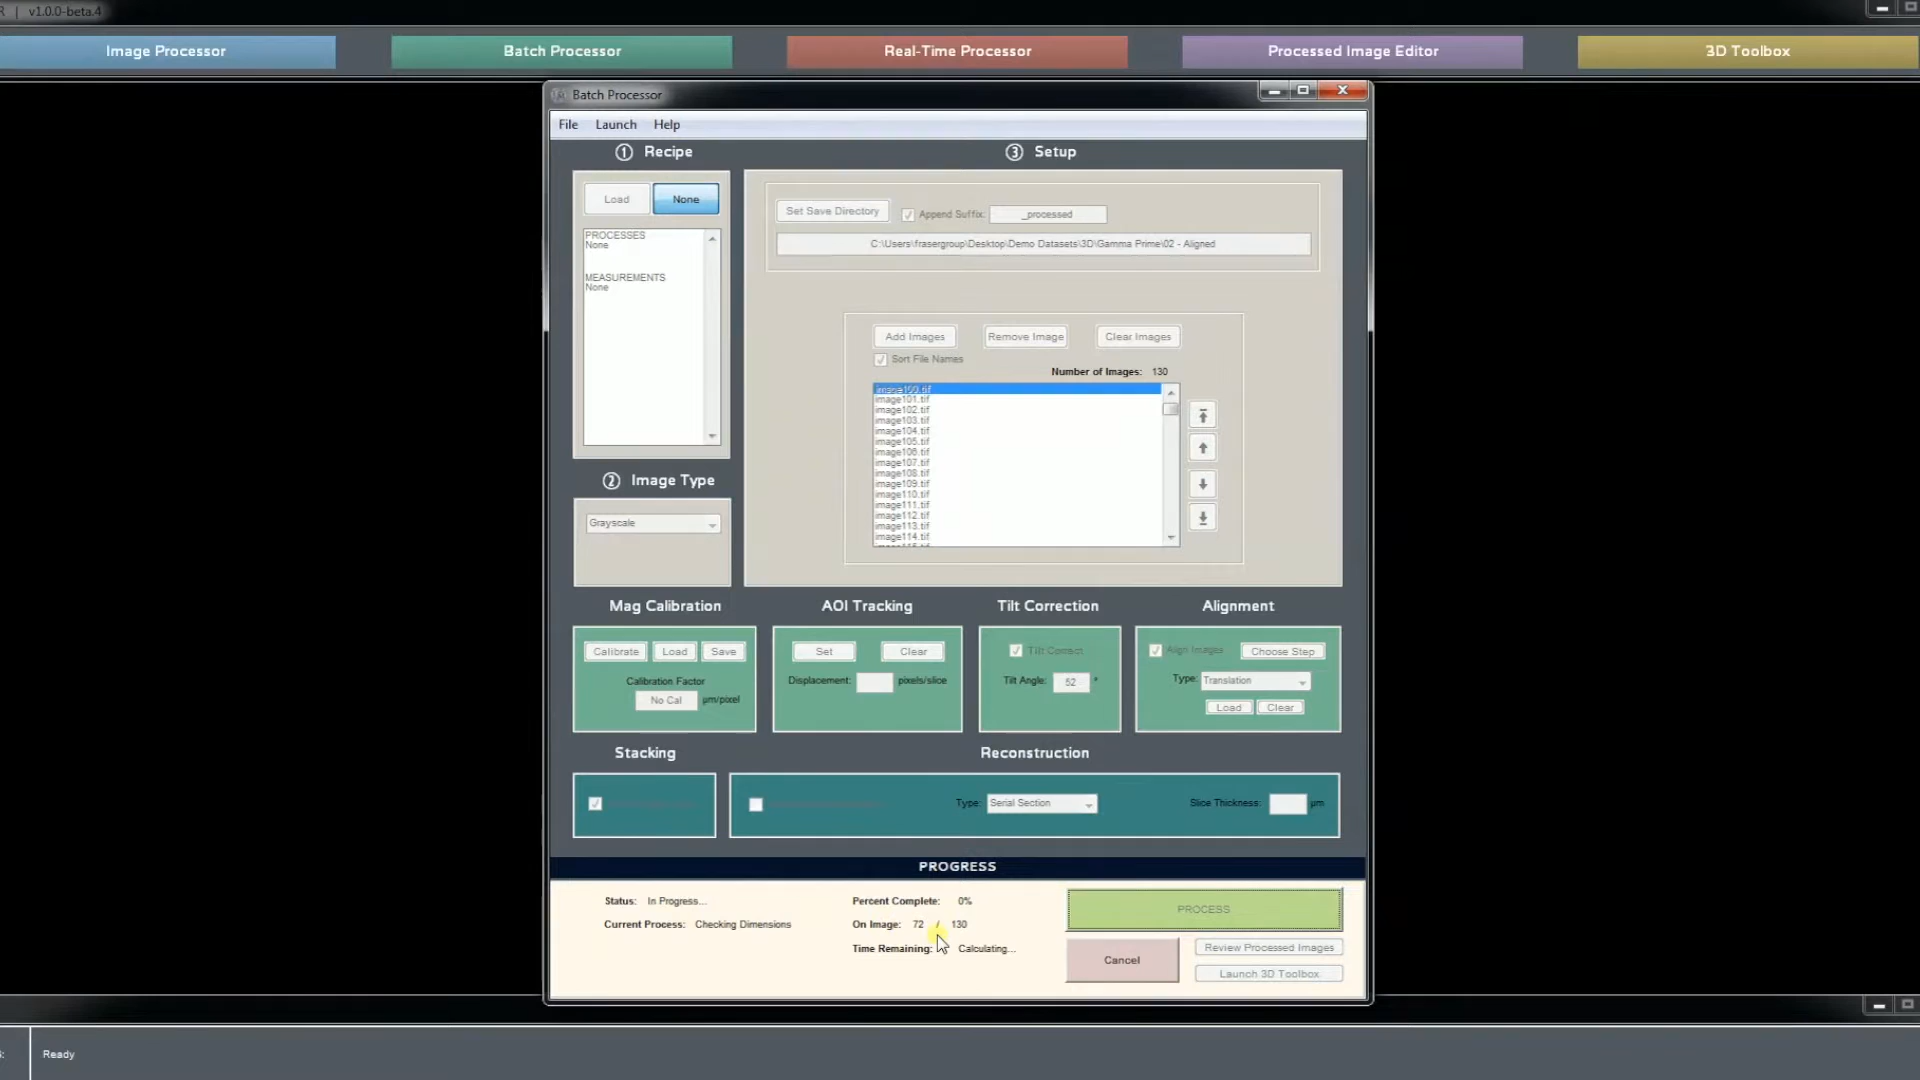 R | v1.0.0-beta.4
Image Processor
Batch Processor
Real-Time Processor
Processed Image Editor
3D Toolbox
Batch Processor
File Launch Help
1 Recipe
Load None
PROCESSES
None
MEASUREMENTS
None
2 Image Type
Grayscale
3 Setup
Set Save Directory
Append Suffix: _processed
C:\Users\frasergroup\Desktop\Demo Datasets\3D\Gamma Prime\02 - Aligned
Add Images Remove Image Clear Images
Sort File Names
Number of Images: 130
image100.tif
image101.tif
image102.tif
image103.tif
image104.tif
image105.tif
image106.tif
image107.tif
image108.tif
image109.tif
image110.tif
image111.tif
image112.tif
image113.tif
image114.tif
image115.tif
Mag Calibration
Calibrate Load Save
Calibration Factor
No Cal µm/pixel
AOI Tracking
Set Clear
Displacement: pixels/slice
Tilt Correction
Tilt Correct
Tilt Angle: 52 °
Alignment
Align Images Choose Step
Type: Translation
Load Clear
Stacking
Reconstruction
Type: Serial Section
Slice Thickness: µm
PROGRESS
Status: In Progress...
Current Process: Checking Dimensions
Percent Complete: 0%
On Image: 72 / 130
Time Remaining: Calculating...
PROCESS
Cancel
Review Processed Images
Launch 3D Toolbox
Ready